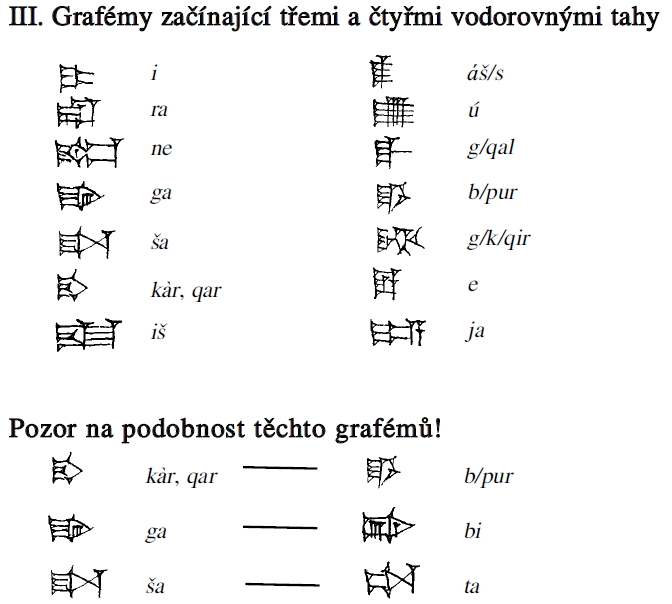 III. Grafémy začínající třemi a čtyřmi vodorovnými tahy
i áš/s
ra ú
ne g/qal
ga b/pur
ša g/k/qir
kàr, qar e
iš ja
Pozor na podobnost těchto grafémů!
kàr, qar b/pur
ga bi
ša ta